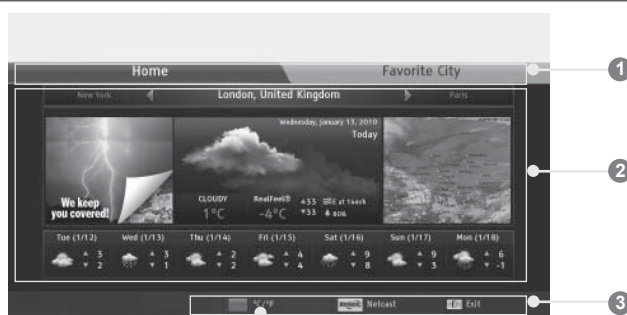 Home Favorite City
1
New York London, United Kingdom Paris
Wednesday, January 13, 2010
Today
2
We keep
you covered!
CLOUDY RealFeel®
1°C -4°C
33
33 80%
Tue (1/12) Wed (1/13) Thu (1/14) Fri (1/15) Sat (1/16) Sun (1/17) Mon (1/18)
3 3 2 4 9 9 6
2 1 2 4 8 3 -1
°C/°F Netcast Exit
3